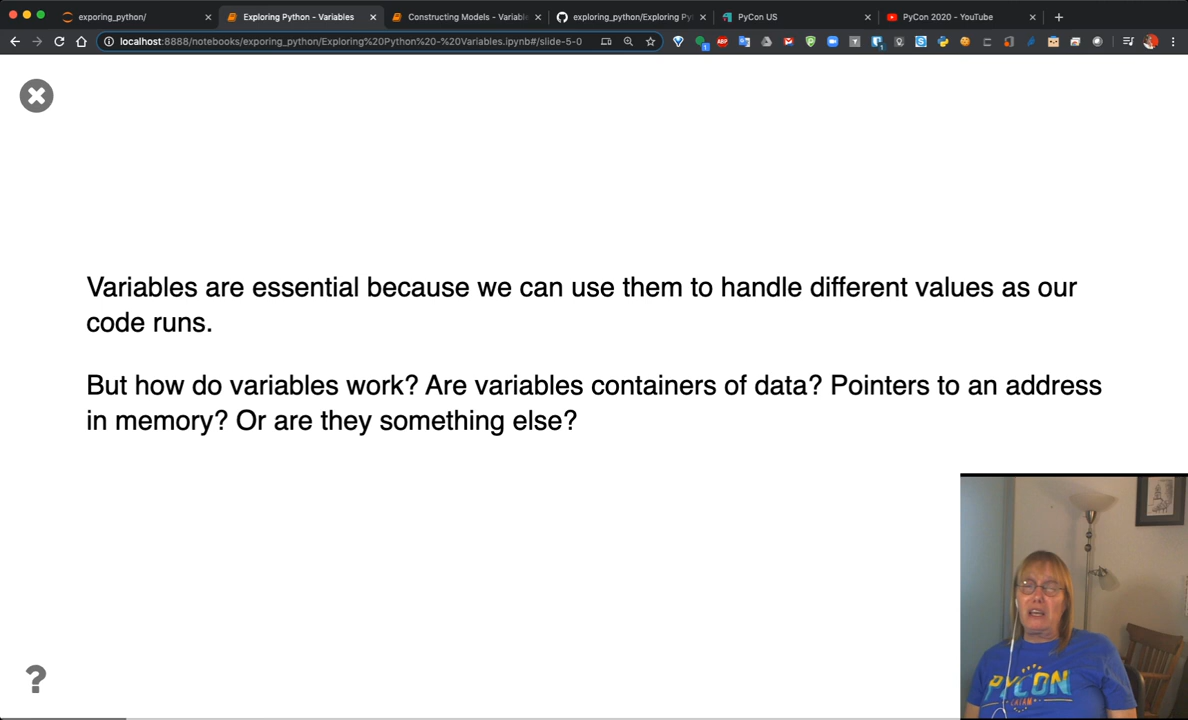 exploring_python/
Exploring Python - Variables
Constructing Models - Variabl
exploring_python/Exploring Py
PyCon US
PyCon 2020 - YouTube
localhost:8888/notebooks/exporing_python/Exploring%20Python%20-%20Variables.ipynb#/slide-5-0
Variables are essential because we can use them to handle different values as our
code runs.
But how do variables work? Are variables containers of data? Pointers to an address
in memory? Or are they something else?
?
PYCON